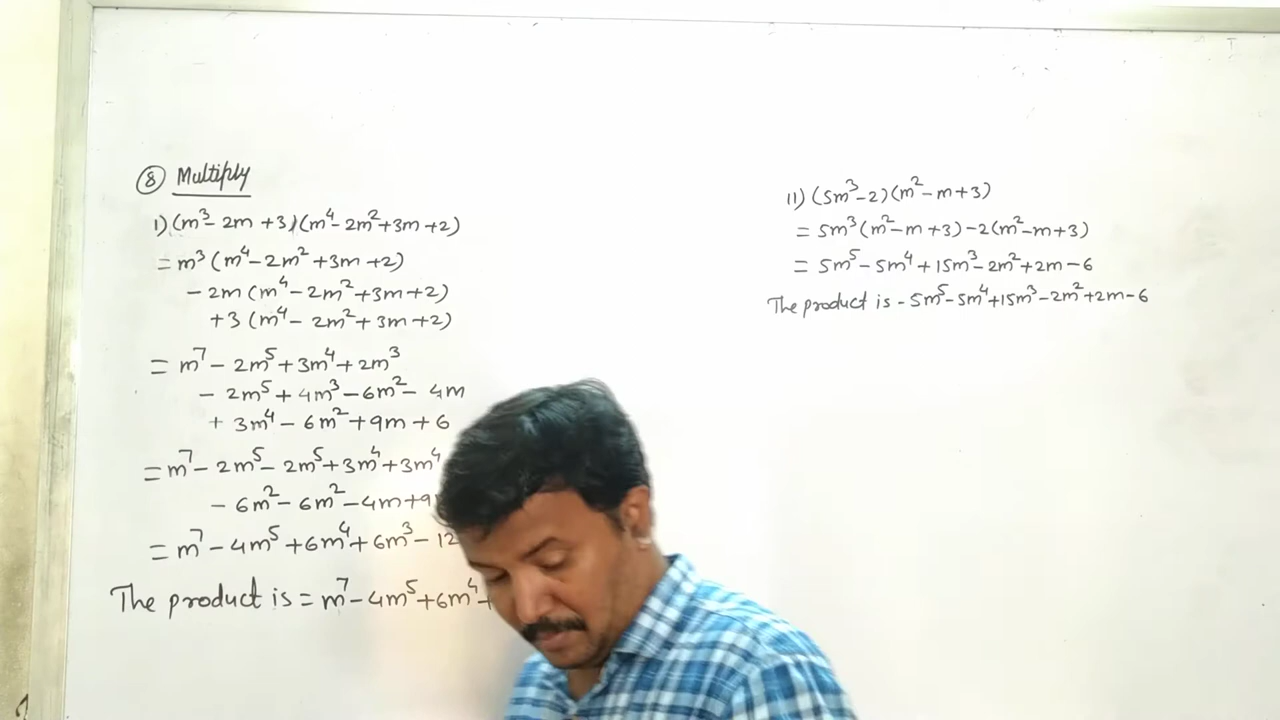 ⑧ Multiply
1) (m³ - 2m + 3) (m⁴ - 2m² + 3m + 2)
= m³ (m⁴ - 2m² + 3m + 2)
- 2m (m⁴ - 2m² + 3m + 2)
+ 3 (m⁴ - 2m² + 3m + 2)
= m⁷ - 2m⁵ + 3m⁴ + 2m³
- 2m⁵ + 4m³ - 6m² - 4m
+ 3m⁴ - 6m² + 9m + 6
= m⁷ - 2m⁵ - 2m⁵ + 3m⁴ + 3m⁴
- 6m² - 6m² - 4m + 9
= m⁷ - 4m⁵ + 6m⁴ + 6m³ - 12
The product is = m⁷ - 4m⁵ + 6m⁴ +
11) (5m³ - 2) (m² - m + 3)
= 5m³ (m² - m + 3) - 2 (m² - m + 3)
= 5m⁵ - 5m⁴ + 15m³ - 2m² + 2m - 6
The product is - 5m⁵ - 5m⁴ + 15m³ - 2m² + 2m - 6